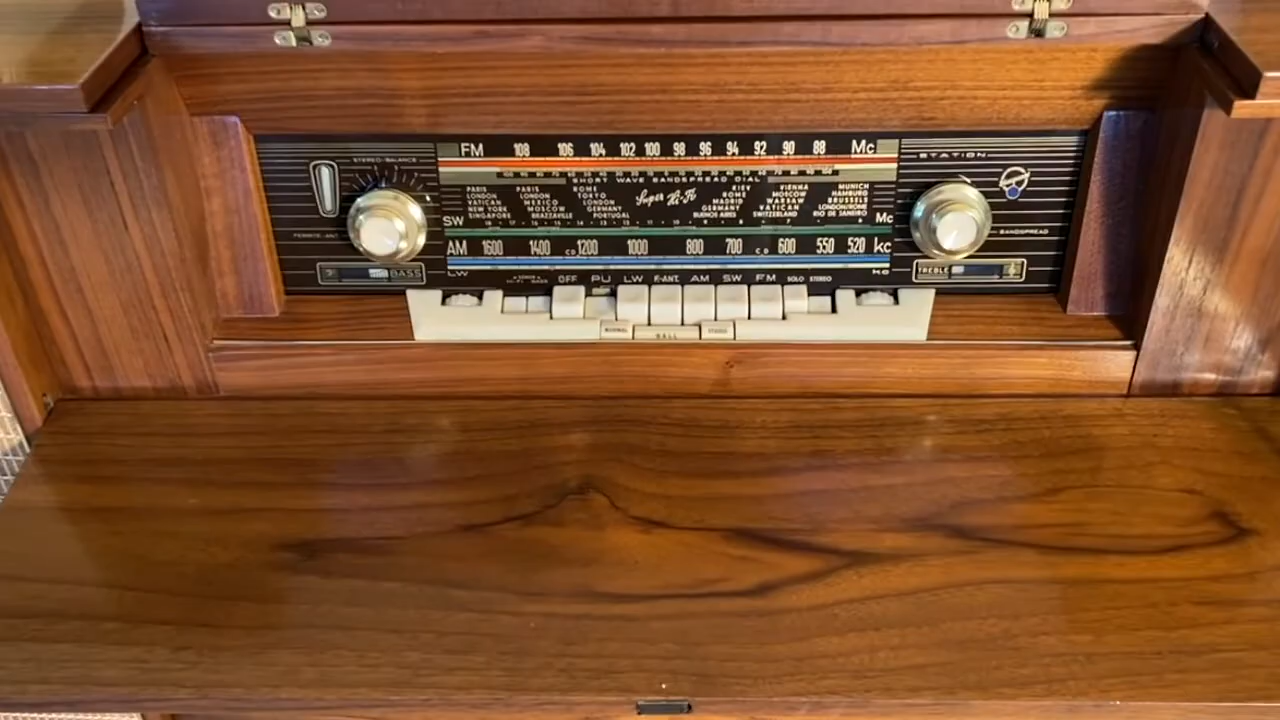 STEREO-BALANCE
FM 108 106 104 102 100 98 96 94 92 90 88 Mc
STATION
SHORT WAVE BANDSPREAD DIAL
PARIS PARIS ROME KIEV VIENNA MUNICH
LONDON LONDON TOKYO ROME MOSCOW HAMBURG
VATICAN MEXICO LONDON MADRID WARSAW BRUSSELS
NEW YORK MOSCOW GERMANY GERMANY VATICAN LONDON/ROME
SINGAPORE BRAZZAVILLE PORTUGAL BUENOS AIRES SWITZERLAND RIO DE JANEIRO
Super Hi-Fi
SW Mc
FERRITE-ANT
BANDSPREAD
AM 1600 1400 CD 1200 1000 800 700 CD 600 550 520 kc
BASS
TREBLE
LW kc
OFF PU LW F-ANT. AM SW FM SOLO STEREO
NORMAL HALL STUDIO